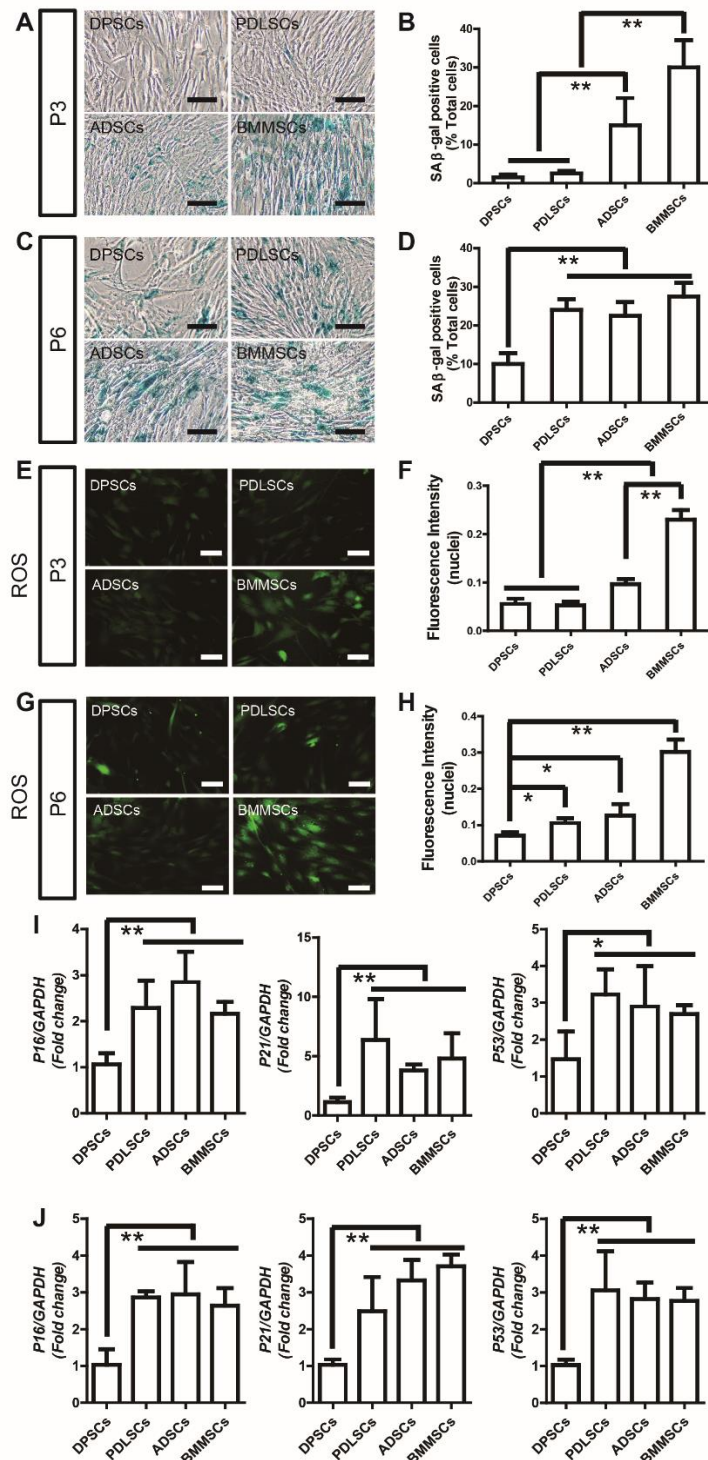 A
P3
DPSCs
PDLSCs
ADSCs
BMMSCs
B
SAβ-gal positive cells
(% Total cells)
40
30
20
10
0
**
**
DPSCs
PDLSCs
ADSCs
BMMSCs
C
P6
DPSCs
PDLSCs
ADSCs
BMMSCs
D
SAβ-gal positive cells
(% Total cells)
40
30
20
10
0
**
DPSCs
PDLSCs
ADSCs
BMMSCs
E
ROS
P3
DPSCs
PDLSCs
ADSCs
BMMSCs
F
Fluorescence Intensity
(nuclei)
0.3
0.2
0.1
0.0
**
**
DPSCs
PDLSCs
ADSCs
BMMSCs
G
ROS
P6
DPSCs
PDLSCs
ADSCs
BMMSCs
H
Fluorescence Intensity
(nuclei)
0.4
0.3
0.2
0.1
0.0
**
*
*
DPSCs
PDLSCs
ADSCs
BMMSCs
I
P16/GAPDH
(Fold change)
4
3
2
1
0
**
DPSCs
PDLSCs
ADSCs
BMMSCs
P21/GAPDH
(Fold change)
15
10
5
0
**
DPSCs
PDLSCs
ADSCs
BMMSCs
P53/GAPDH
(Fold change)
5
4
3
2
1
0
*
DPSCs
PDLSCs
ADSCs
BMMSCs
J
P16/GAPDH
(Fold change)
5
4
3
2
1
0
**
DPSCs
PDLSCs
ADSCs
BMMSCs
P21/GAPDH
(Fold change)
5
4
3
2
1
0
**
DPSCs
PDLSCs
ADSCs
BMMSCs
P53/GAPDH
(Fold change)
5
4
3
2
1
0
**
DPSCs
PDLSCs
ADSCs
BMMSCs